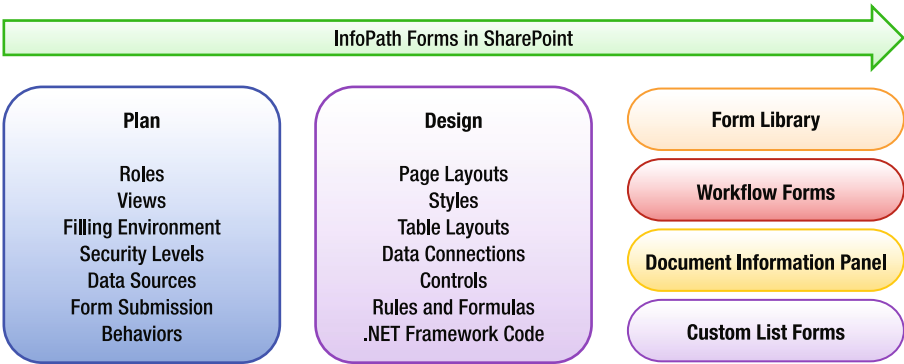 InfoPath Forms in SharePoint
Plan
Roles
Views
Filling Environment
Security Levels
Data Sources
Form Submission
Behaviors
Design
Page Layouts
Styles
Table Layouts
Data Connections
Controls
Rules and Formulas
.NET Framework Code
Form Library
Workflow Forms
Document Information Panel
Custom List Forms